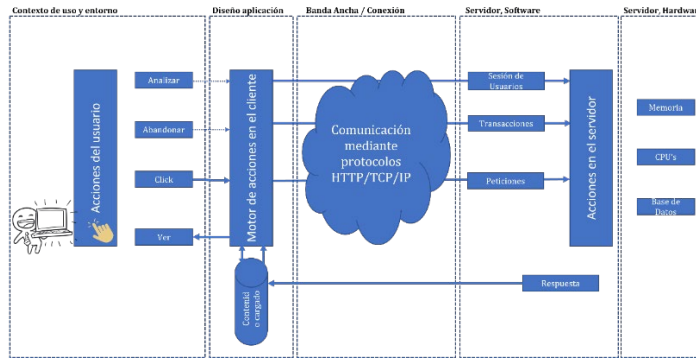 Contexto de uso y entorno
Diseño aplicación
Banda Ancha / Conexión
Servidor, Software
Servidor, Hardwar
Acciones del usuario
Analizar
Abandonar
Click
Ver
Motor de acciones en el cliente
Contenid
o cargado
Comunicación
mediante
protocolos
HTTP/TCP/IP
Sesión de
Usuarios
Transacciones
Peticiones
Respuesta
Acciones en el servidor
Memoria
CPU's
Base de
Datos